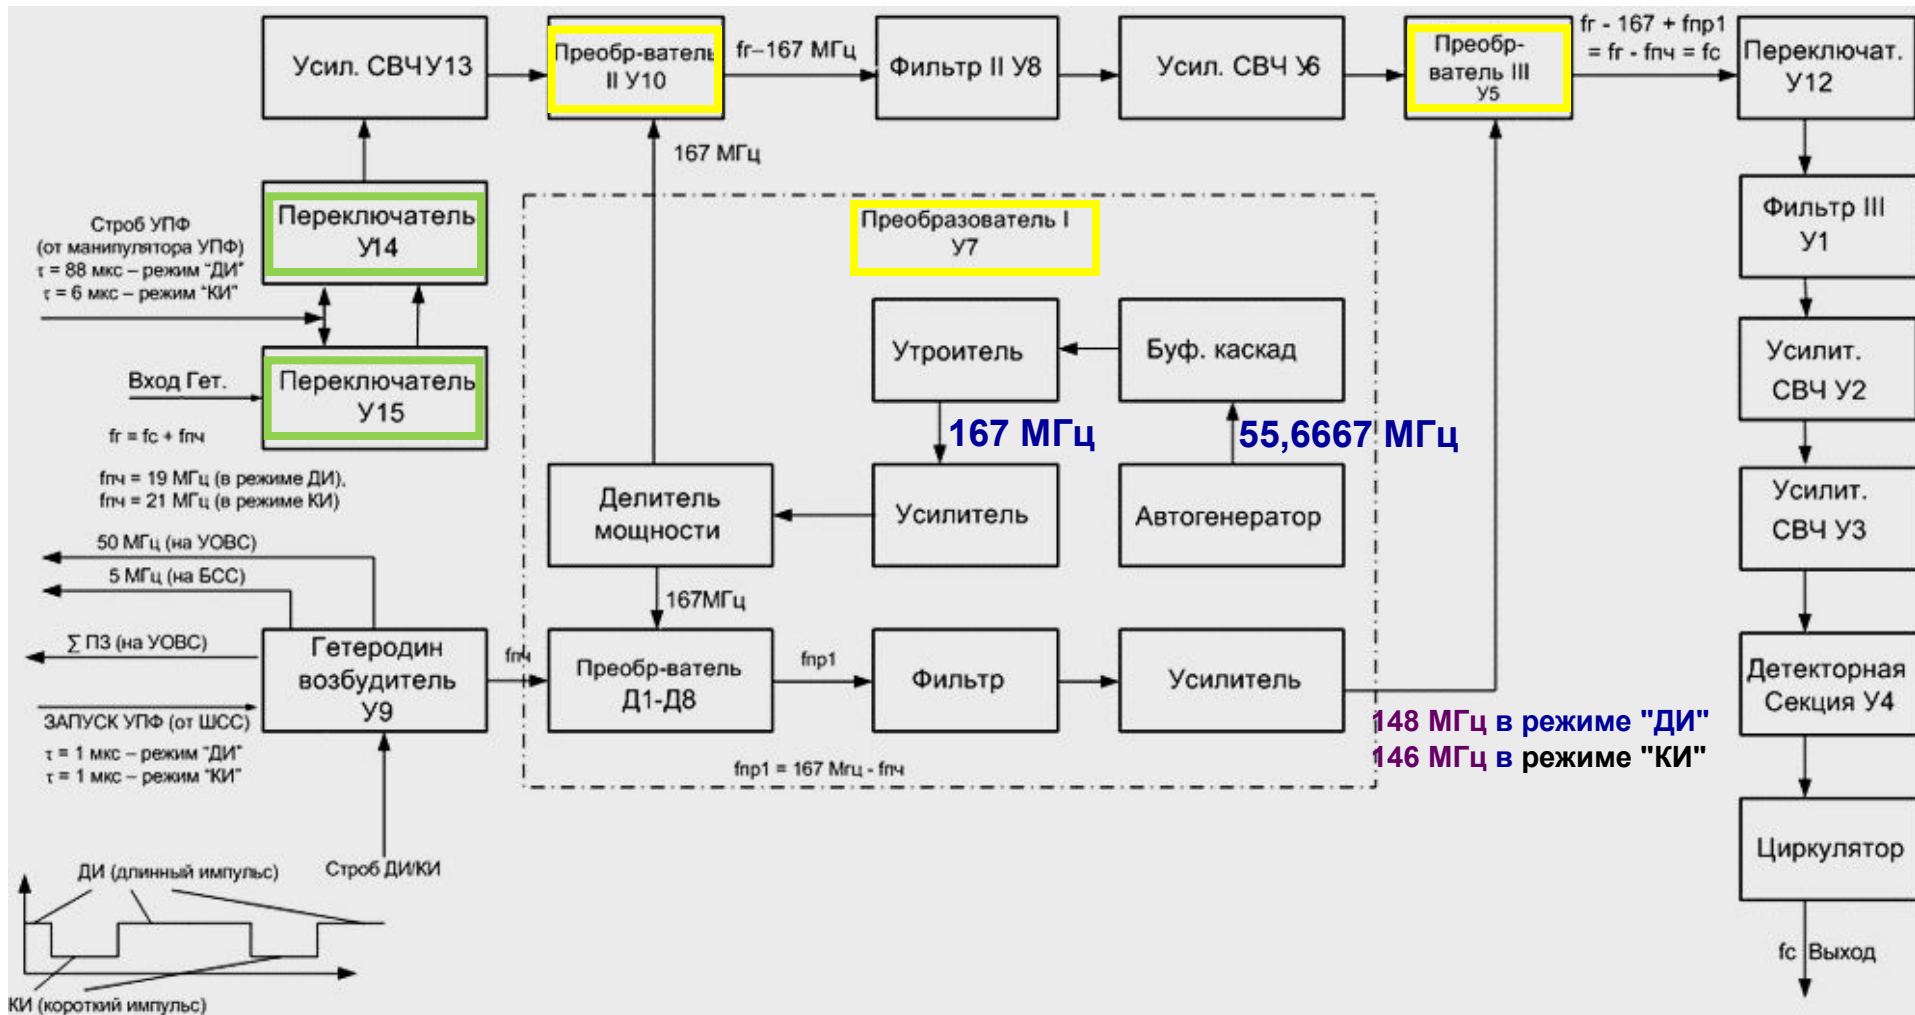 Усил. СВЧ У13
Преобр-ватель
II У10
fг–167 МГц
Фильтр II У8
Усил. СВЧ У6
Преобр-
ватель III
У5
fг - 167 + fпр1
= fг - fпч = fс
Переключат.
У12
167 МГц
Строб УПФ
(от манипулятора УПФ)
τ = 88 мкс – режим "ДИ"
τ = 6 мкс – режим "КИ"
Переключатель
У14
Преобразователь I
У7
Фильтр III
У1
Вход Гет.
Переключатель
У15
Утроитель
Буф. каскад
Усилит.
СВЧ У2
fг = fс + fпч
167 МГц
55,6667 МГц
fпч = 19 МГц (в режиме ДИ),
fпч = 21 МГц (в режиме КИ)
Делитель
мощности
Усилитель
Автогенератор
Усилит.
СВЧ У3
50 МГц (на УОВС)
5 МГц (на БСС)
167МГц
∑ ПЗ (на УОВС)
Гетеродин
возбудитель
У9
fпч
Преобр-ватель
Д1-Д8
fпр1
Фильтр
Усилитель
Детекторная
Секция У4
ЗАПУСК УПФ (от ШСС)
τ = 1 мкс – режим "ДИ"
τ = 1 мкс – режим "КИ"
fпр1 = 167 Мгц - fпч
148 МГц в режиме "ДИ"
146 МГц в режиме "КИ"
Циркулятор
ДИ (длинный импульс)
Строб ДИ/КИ
КИ (короткий импульс)
fс Выход